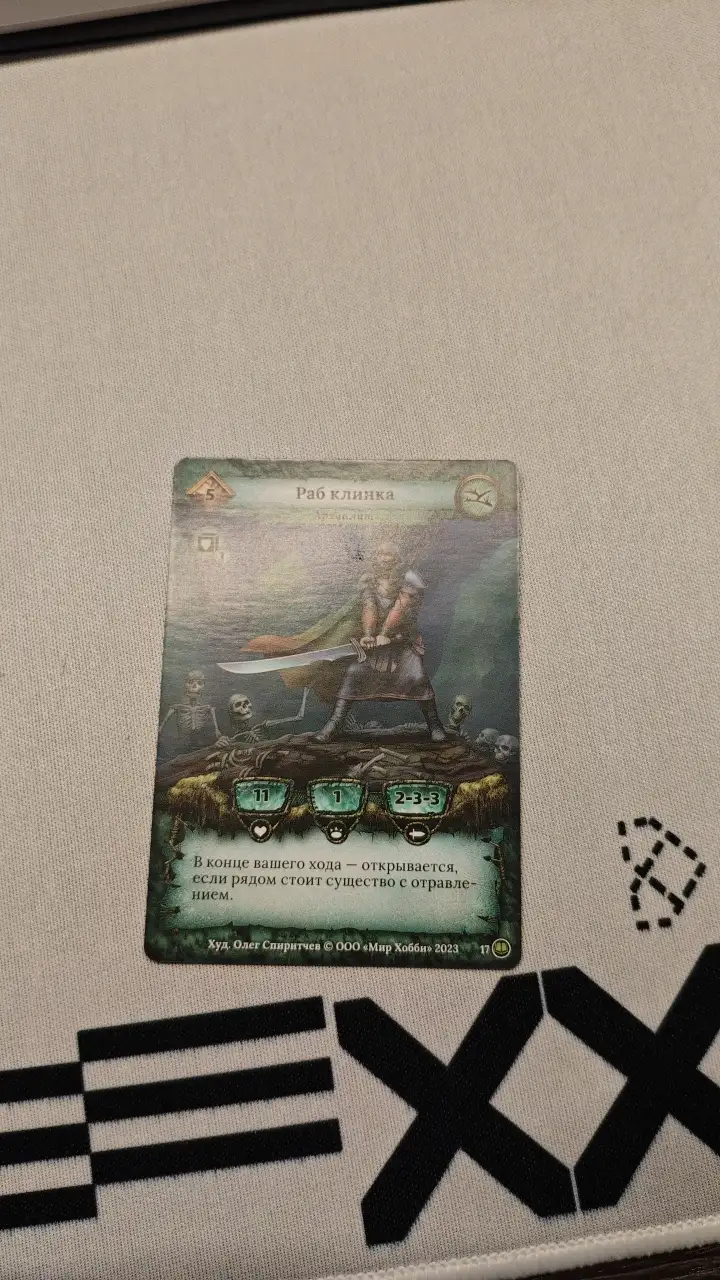 5
Раб клинка
11
1
2-3-3
В конце вашего хода — открывается,
если рядом стоит существо с отравле-
нием.
Худ. Олег Спиритчев © ООО «Мир Хобби» 2023
17
XX